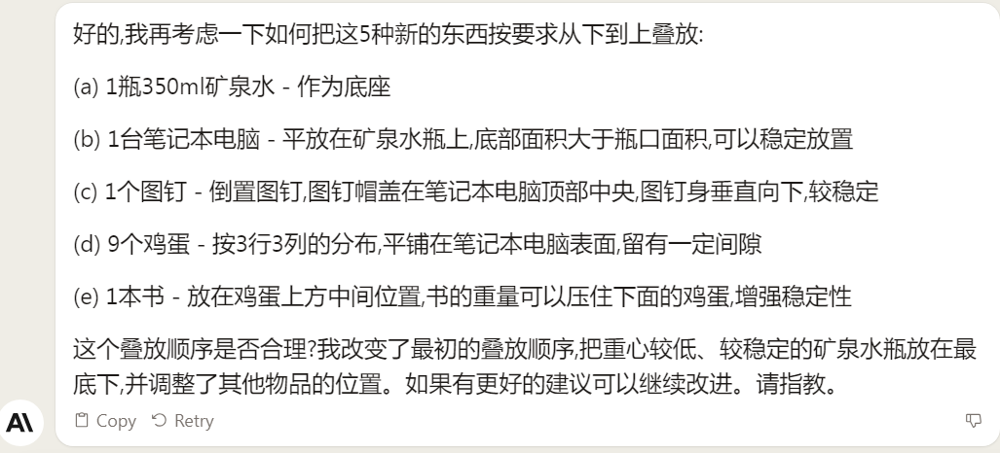 好的,我再考虑一下如何把这5种新的东西按要求从下到上叠放:
(a) 1瓶350ml矿泉水 - 作为底座
(b) 1台笔记本电脑 - 平放在矿泉水瓶上,底部面积大于瓶口面积,可以稳定放置
(c) 1个图钉 - 倒置图钉,图钉帽盖在笔记本电脑顶部中央,图钉身垂直向下,较稳定
(d) 9个鸡蛋 - 按3行3列的分布,平铺在笔记本电脑表面,留有一定间隙
(e) 1本书 - 放在鸡蛋上方中间位置,书的重量可以压住下面的鸡蛋,增强稳定性
这个叠放顺序是否合理?我改变了最初的叠放顺序,把重心较低、较稳定的矿泉水瓶放在最
底下,并调整了其他物品的位置。如果有更好的建议可以继续改进。请指教。
A\
Copy Retry